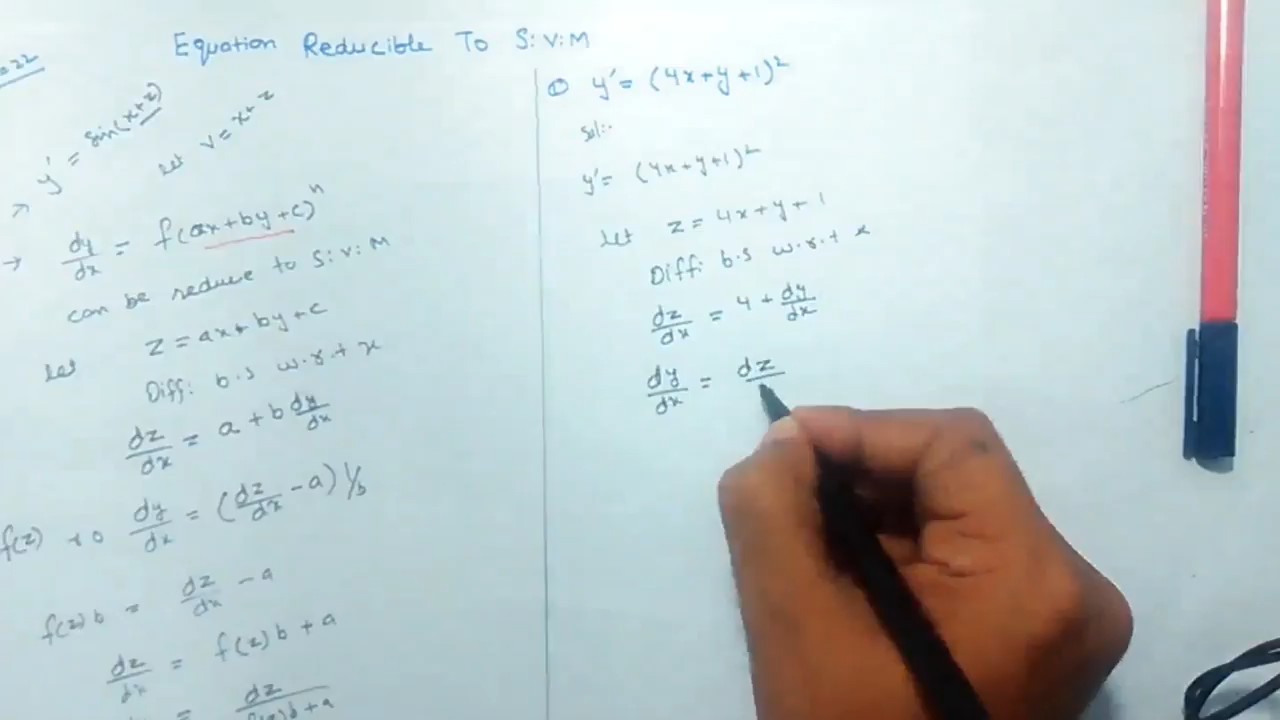 Equation Reducible To S:V:M
22
→ y' = sin(x+z)
let v = x+z
→ dy/dx = f(ax+by+c)^n
can be reduce to S:V:M
let z = ax+by+c
Diff: b.s w.r.t x
dz/dx = a + b dy/dx
f(z) dy/dx = (dz/dx - a) 1/b
f(z) b = dz/dx - a
dz/dx = f(z) b + a
= dz/f(z)b+a
① y' = (4x+y+1)²
Sol:-
y' = (4x+y+1)²
let z = 4x+y+1
Diff: b.s w.r.t x
dz/dx = 4 + dy/dx
dy/dx = dz